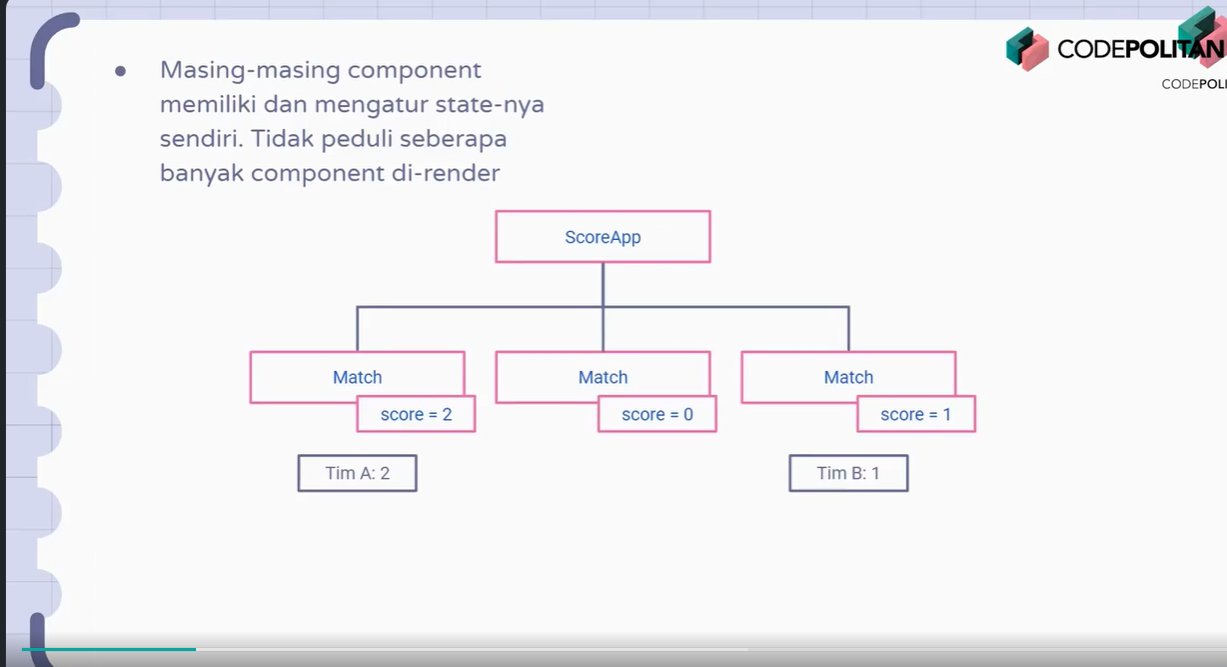 CODEPOLITAN
CODEPOLI
Masing-masing component
memiliki dan mengatur state-nya
sendiri. Tidak peduli seberapa
banyak component di-render
ScoreApp
Match
Match
Match
score = 2
score = 0
score = 1
Tim A: 2
Tim B: 1